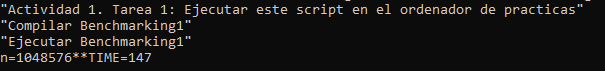 "Actividad 1. Tarea 1: Ejecutar este script en el ordenador de practicas"
"Compilar Benchmarking1"
"Ejecutar Benchmarking1"
n=1048576**TIME=147